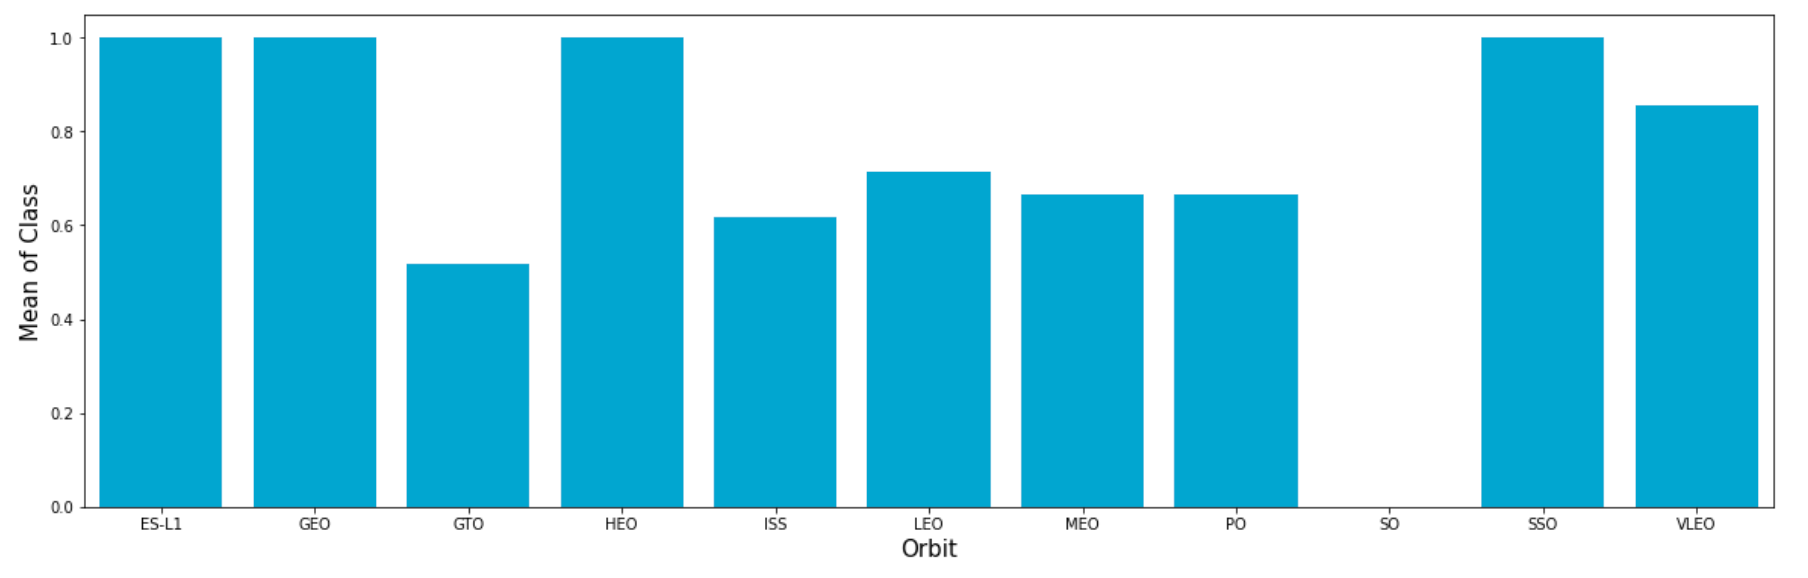 1.0
0.8
0.6
0.4
0.2
0.0
Mean of Class
ES-L1 GEO GTO HEO ISS LEO MEO PO SO SSO VLEO
Orbit